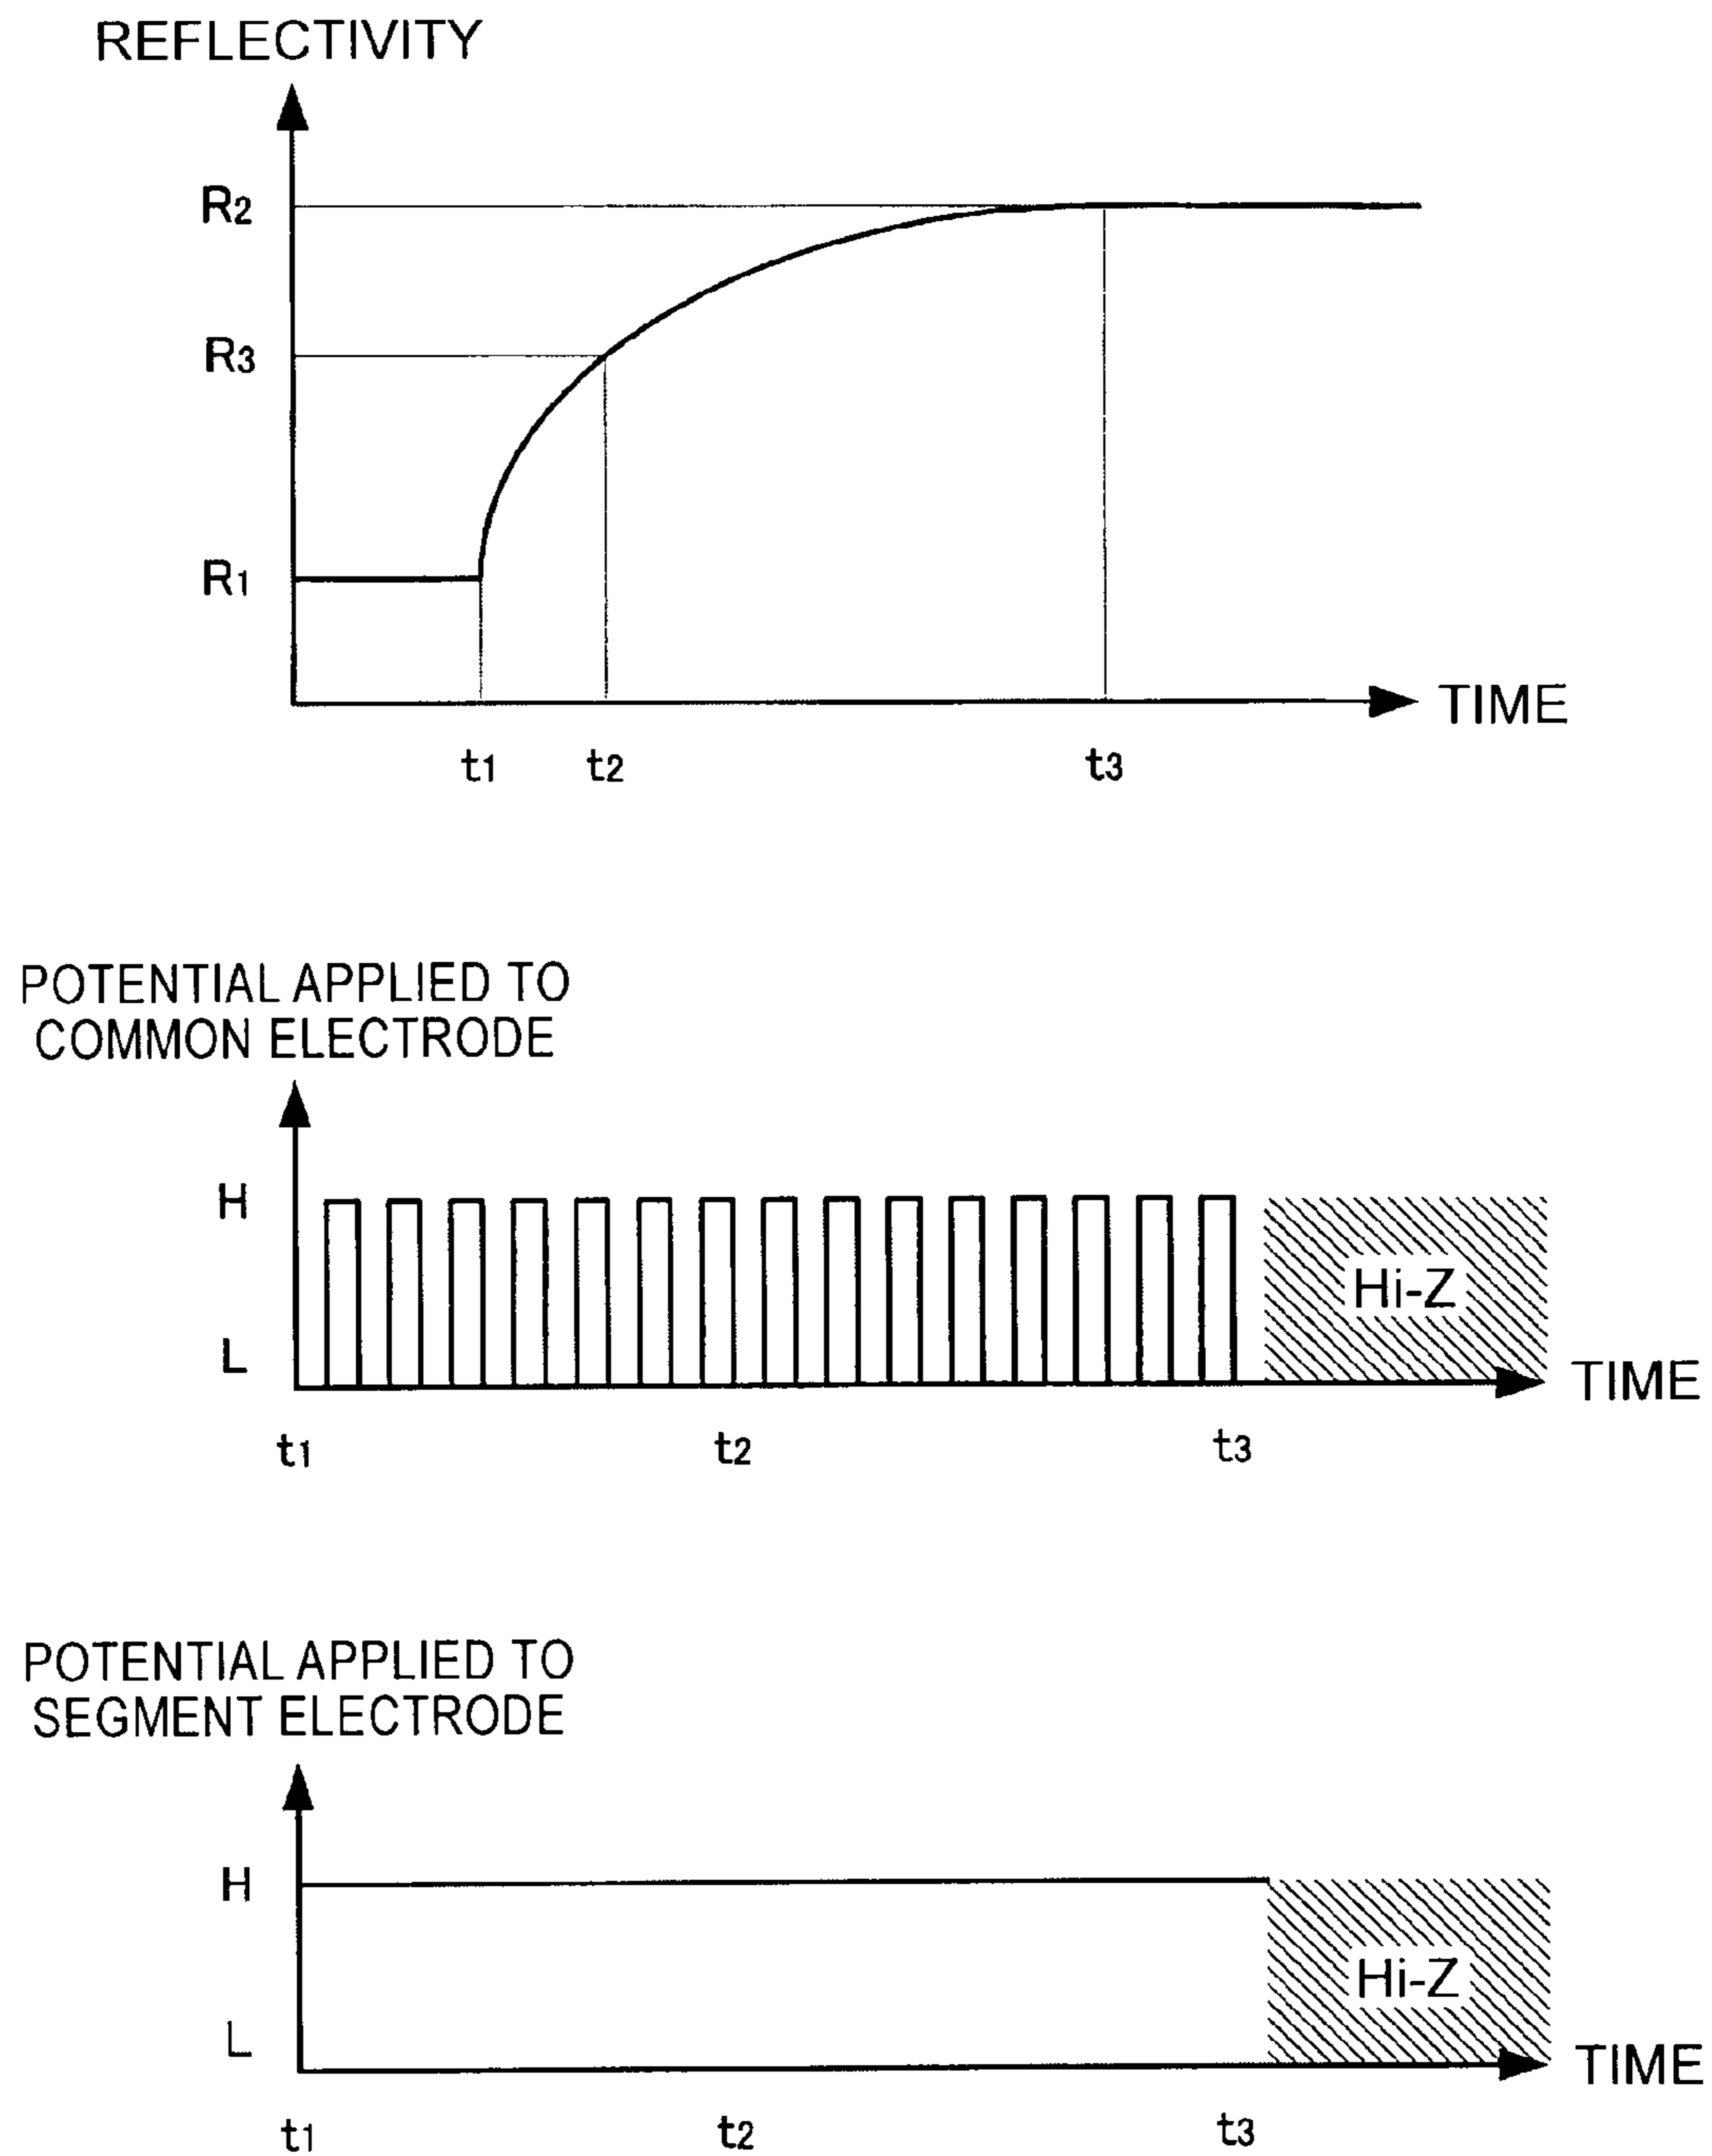 REFLECTIVITY
R2
R3
R1
TIME
t1 t2 t3
POTENTIAL APPLIED TO
COMMON ELECTRODE
H
Hi-Z
L
TIME
t1 t2 t3
POTENTIAL APPLIED TO
SEGMENT ELECTRODE
H
Hi-Z
L
TIME
t1 t2 t3